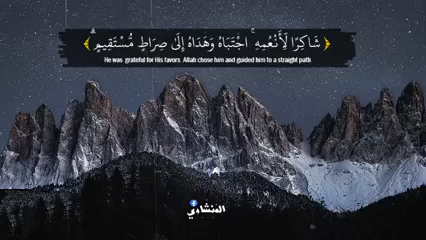 شَاكِرًا لِّأَنْعُمِهِ ۚ اجْتَبَاهُ وَهَدَاهُ إِلَىٰ صِرَاطٍ مُّسْتَقِيمٍ
He was grateful for His favors. Allah chose him and guided him to a straight path
المنشاوي